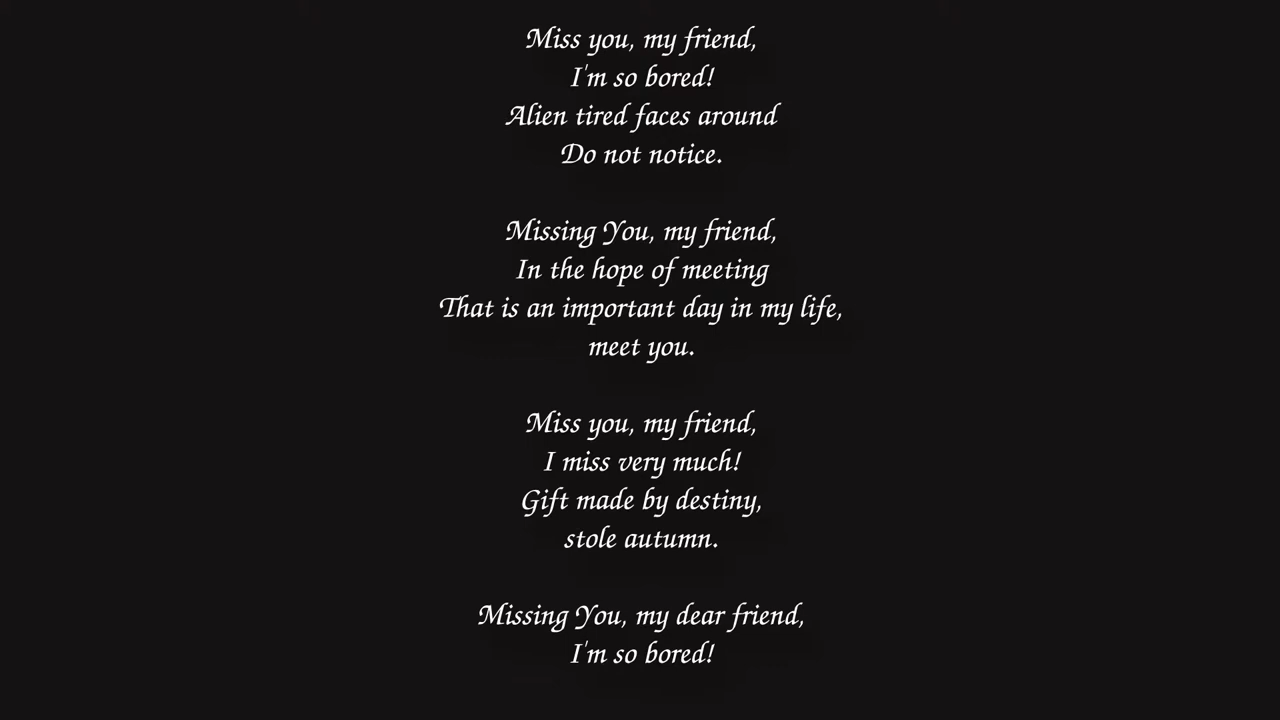 Miss you, my friend,
I'm so bored!
Alien tired faces around
Do not notice.
Missing You, my friend,
In the hope of meeting
That is an important day in my life,
meet you.
Miss you, my friend,
I miss very much!
Gift made by destiny,
stole autumn.
Missing You, my dear friend,
I'm so bored!